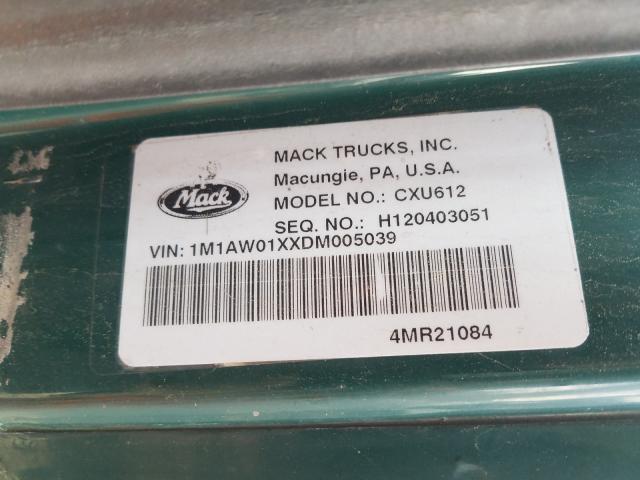 Mack
MACK TRUCKS, INC.
Macungie, PA, U.S.A.
MODEL NO.: CXU612
SEQ. NO.: H120403051
VIN: 1M1AW01XXDM005039
4MR21084